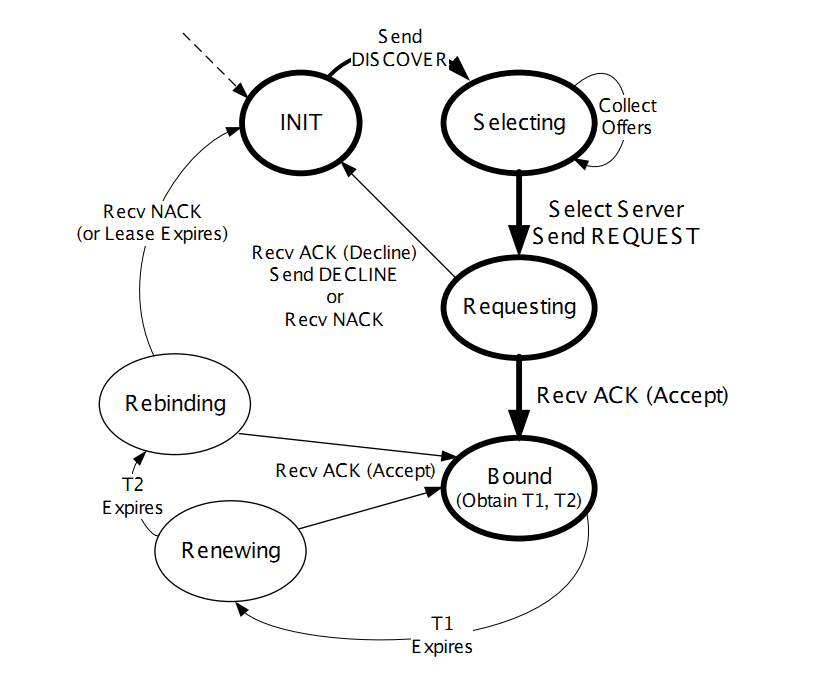 Send
DISCOVER
INIT
Selecting
Collect
Offers
Select Server
Send REQUEST
Recv NACK
(or Lease Expires)
Recv ACK (Decline)
Send DECLINE
or
Recv NACK
Requesting
Recv ACK (Accept)
Rebinding
Recv ACK (Accept)
Bound
(Obtain T1, T2)
T2
Expires
Renewing
T1
Expires